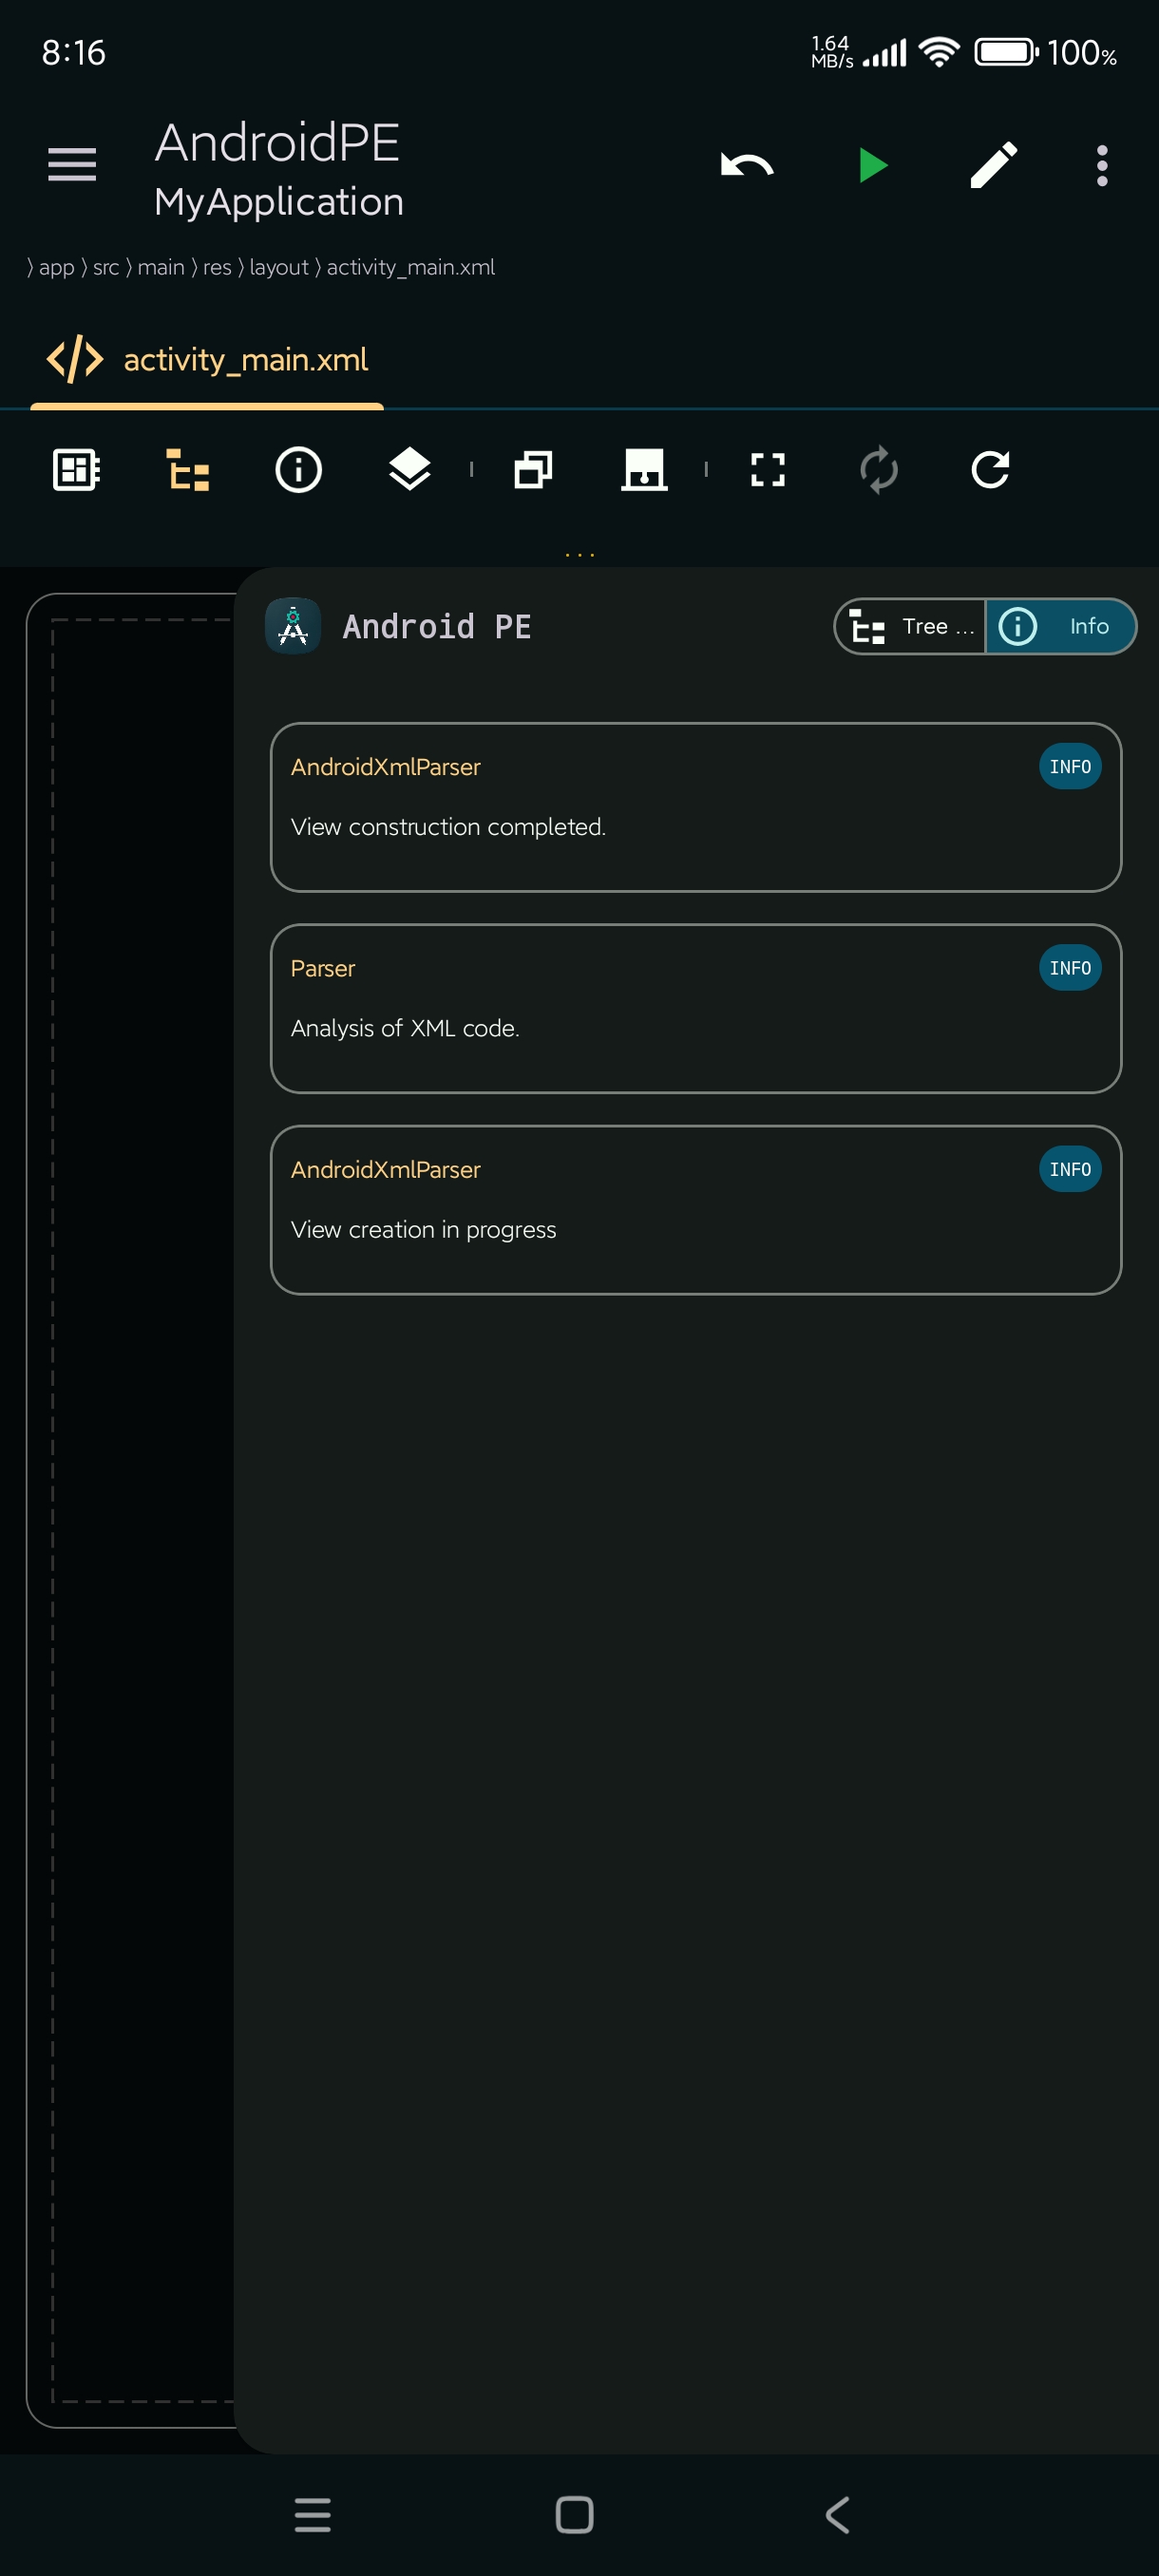 8:16
1.64
MB/s
100%
AndroidPE
MyApplication
⟩ app ⟩ src ⟩ main ⟩ res ⟩ layout ⟩ activity_main.xml
</> activity_main.xml
...
Android PE
Tree ...
Info
AndroidXmlParser
INFO
View construction completed.
Parser
INFO
Analysis of XML code.
AndroidXmlParser
INFO
View creation in progress